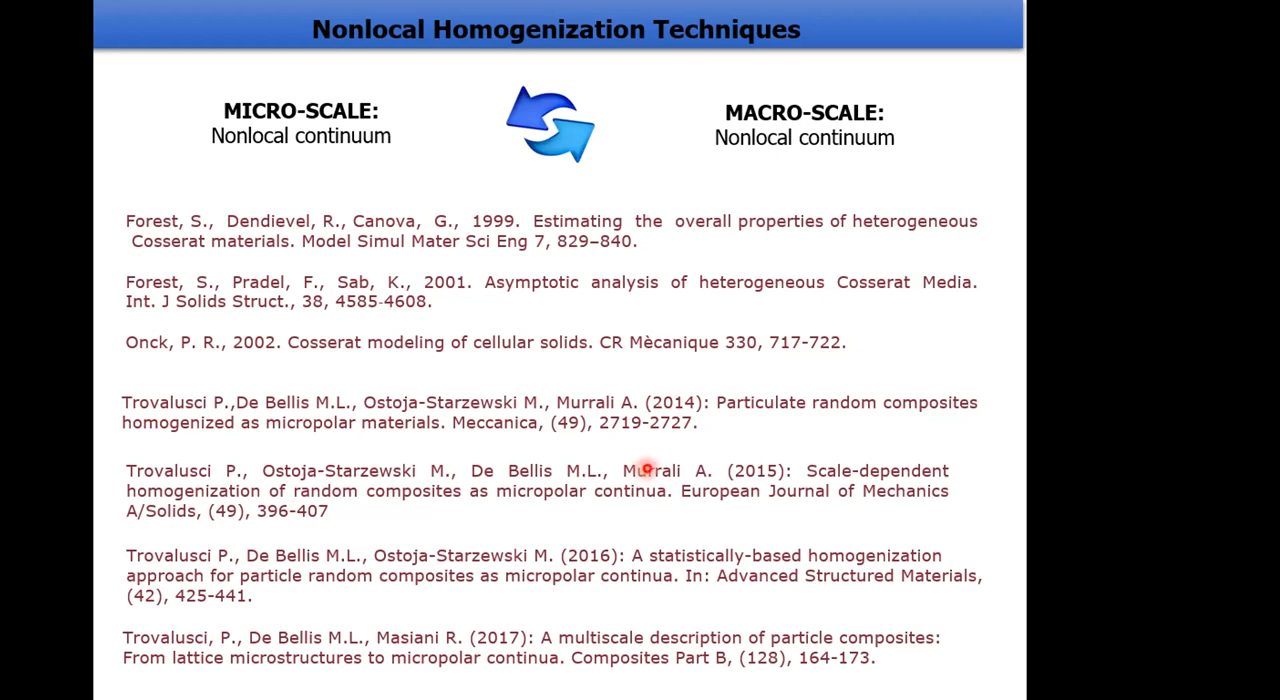 Nonlocal Homogenization Techniques
MICRO-SCALE:
Nonlocal continuum
MACRO-SCALE:
Nonlocal continuum
Forest, S., Dendievel, R., Canova, G., 1999. Estimating the overall properties of heterogeneous
Cosserat materials. Model Simul Mater Sci Eng 7, 829–840.
Forest, S., Pradel, F., Sab, K., 2001. Asymptotic analysis of heterogeneous Cosserat Media.
Int. J Solids Struct., 38, 4585-4608.
Onck, P. R., 2002. Cosserat modeling of cellular solids. CR Mècanique 330, 717-722.
Trovalusci P.,De Bellis M.L., Ostoja-Starzewski M., Murrali A. (2014): Particulate random composites
homogenized as micropolar materials. Meccanica, (49), 2719-2727.
Trovalusci P., Ostoja-Starzewski M., De Bellis M.L., Murrali A. (2015): Scale-dependent
homogenization of random composites as micropolar continua. European Journal of Mechanics
A/Solids, (49), 396-407
Trovalusci P., De Bellis M.L., Ostoja-Starzewski M. (2016): A statistically-based homogenization
approach for particle random composites as micropolar continua. In: Advanced Structured Materials,
(42), 425-441.
Trovalusci, P., De Bellis M.L., Masiani R. (2017): A multiscale description of particle composites:
From lattice microstructures to micropolar continua. Composites Part B, (128), 164-173.